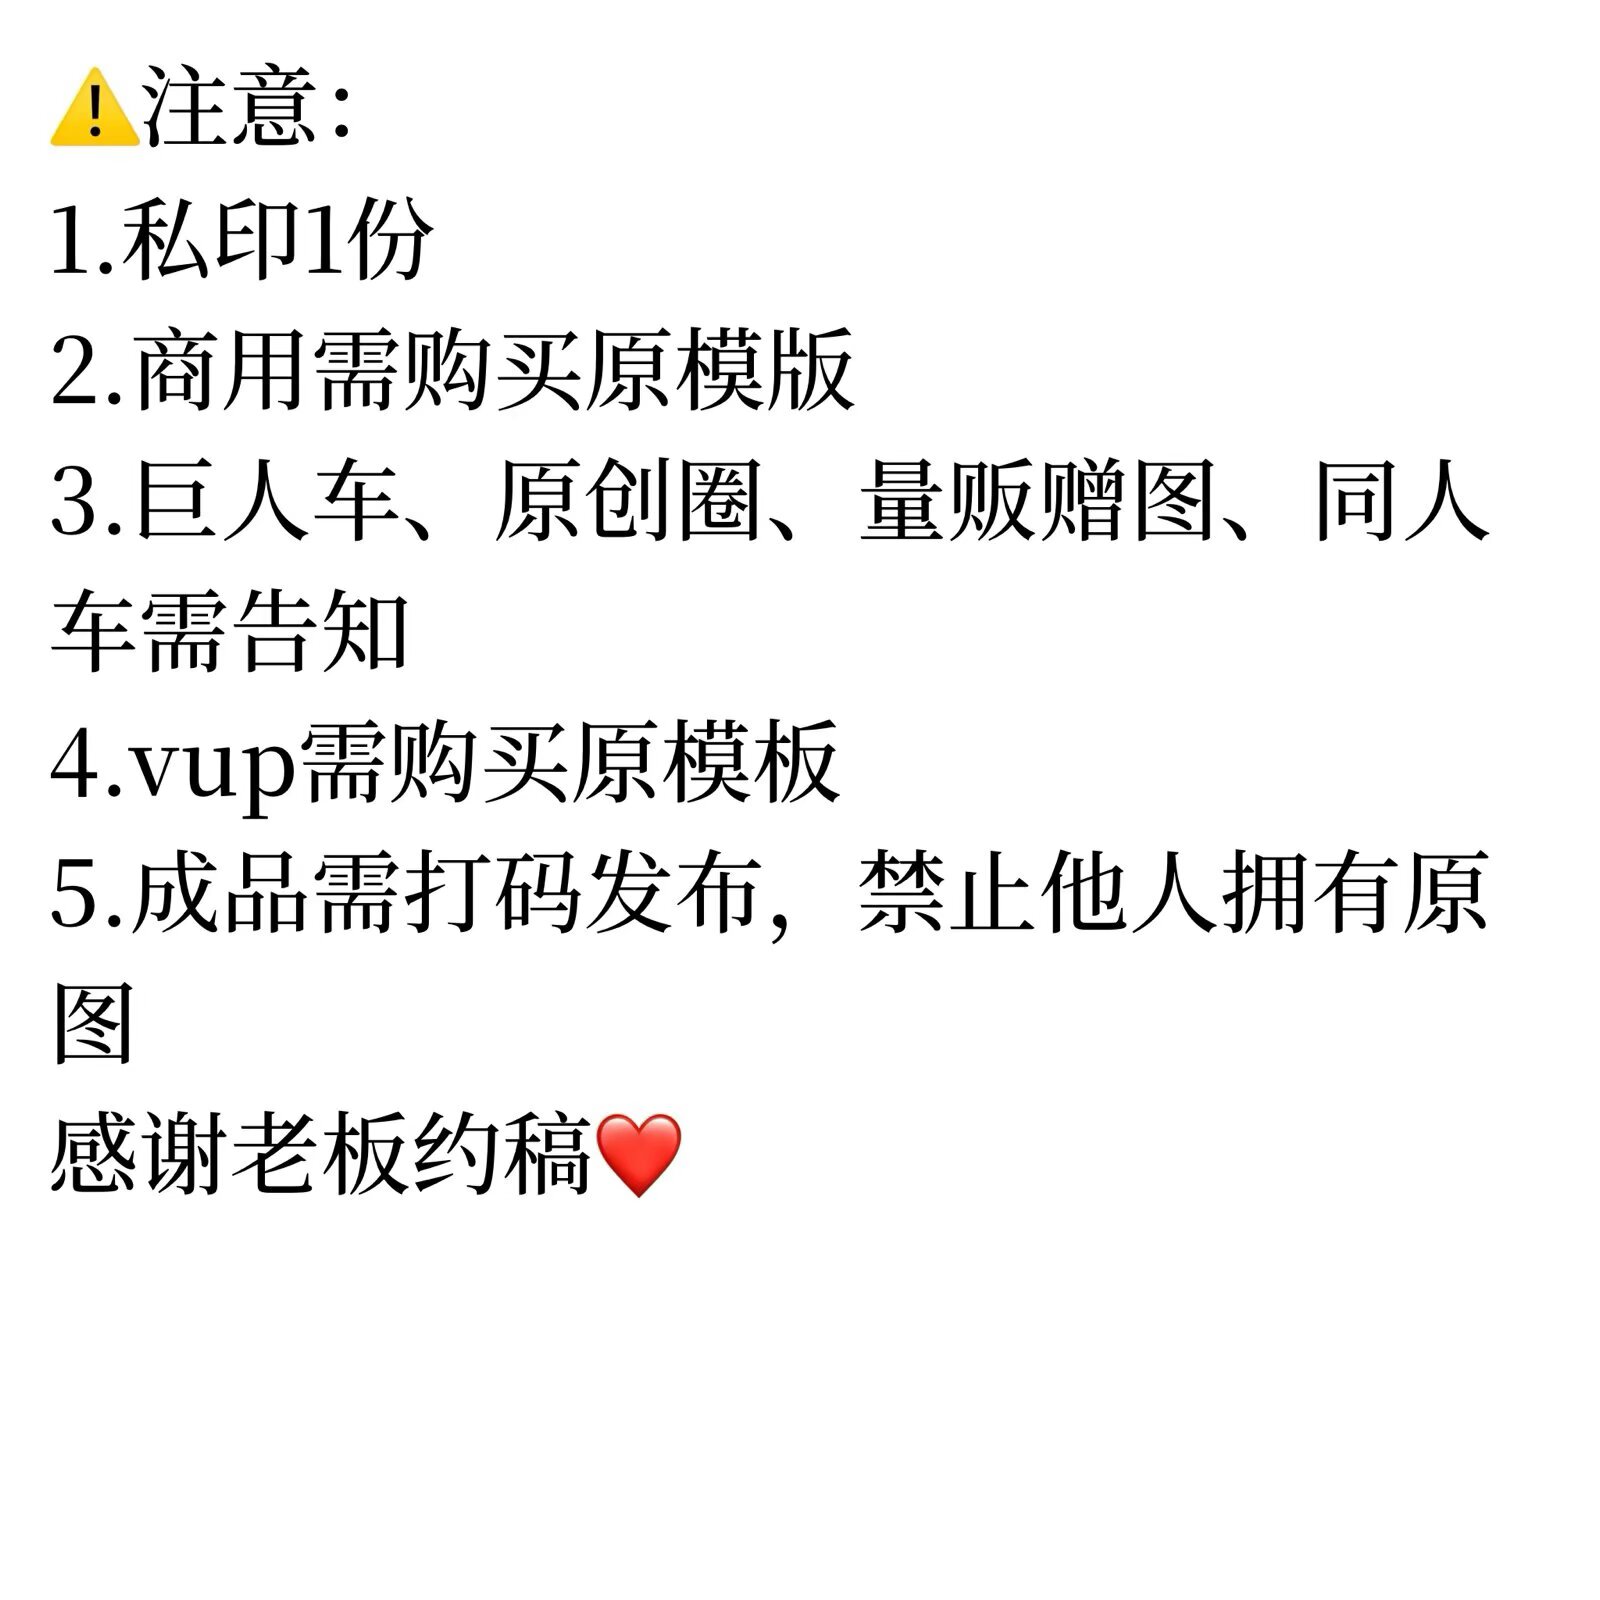 ⚠️注意：
1.私印1份
2.商用需购买原模版
3.巨人车、原创圈、量贩赠图、同人
车需告知
4.vup需购买原模板
5.成品需打码发布，禁止他人拥有原
图
感谢老板约稿❤️